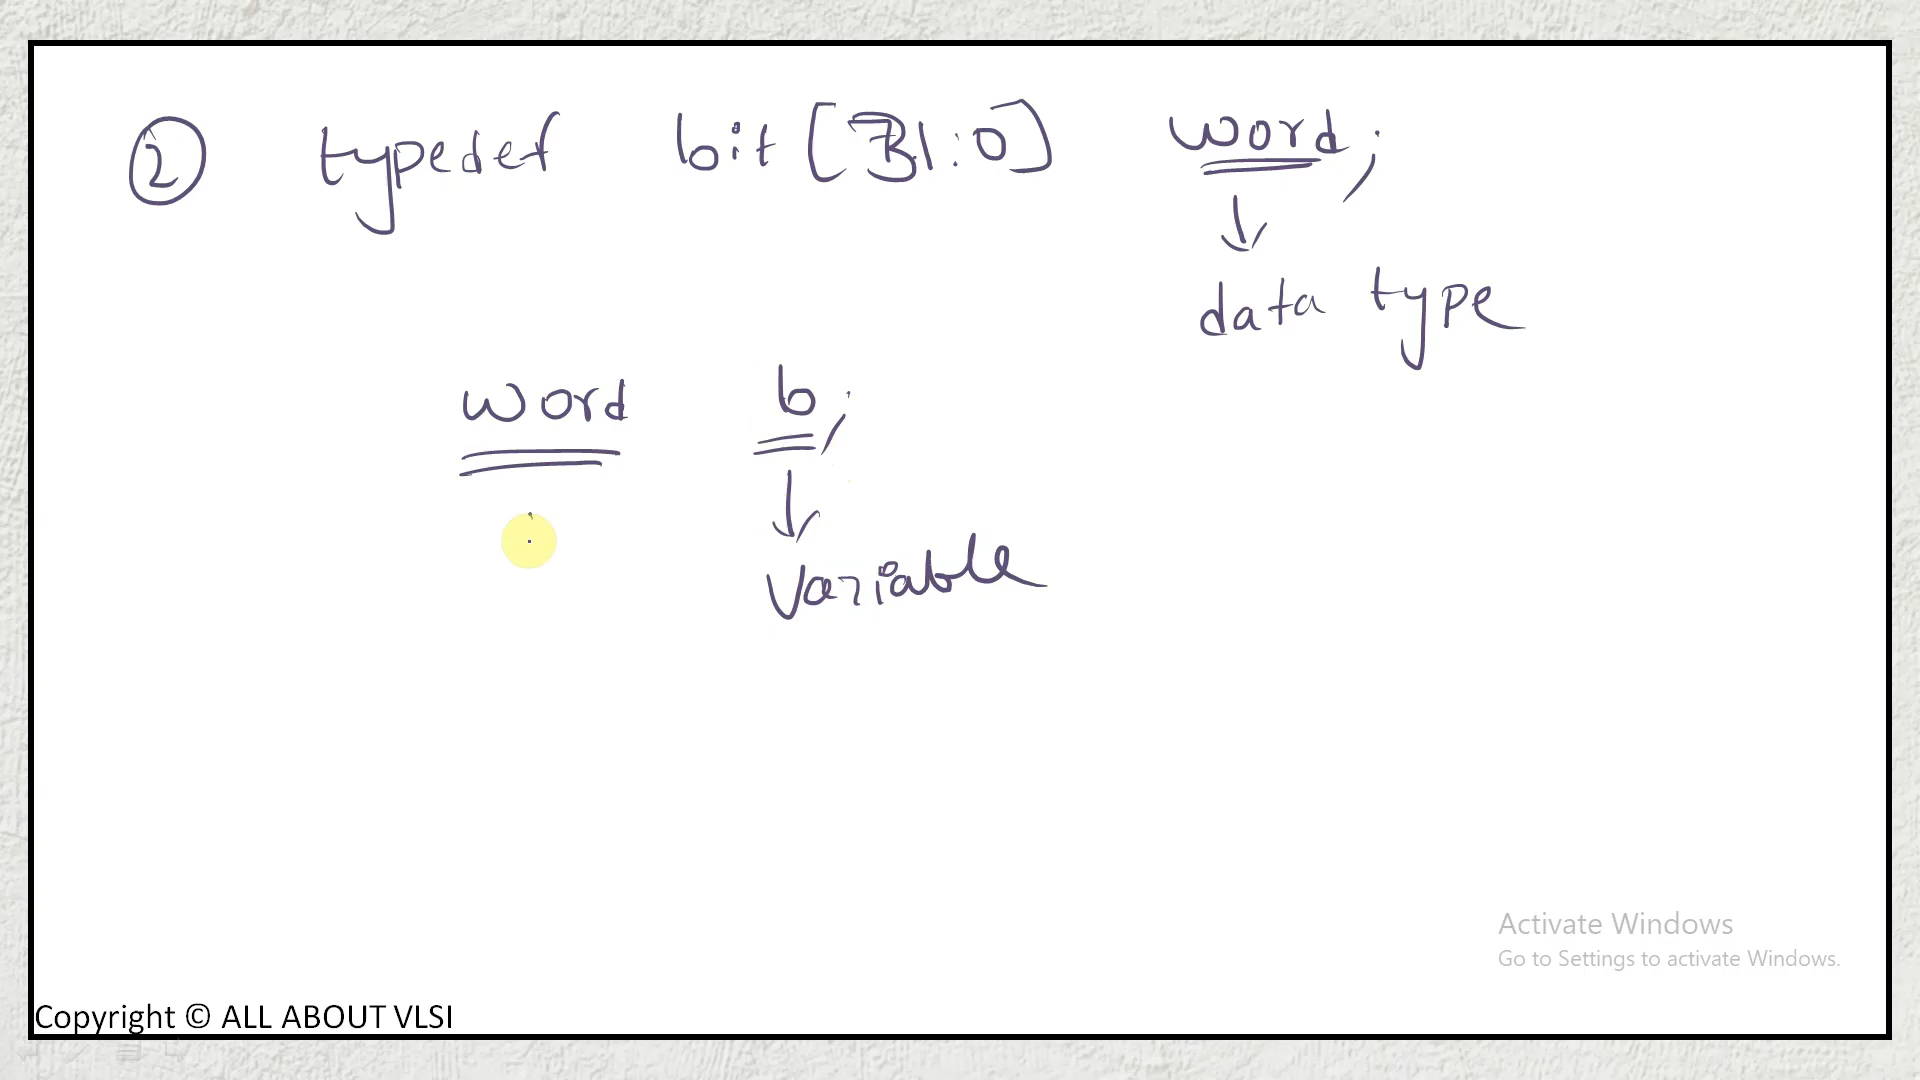 2 typedef bit [31:0] word;
data type
word b;
variable
Activate Windows
Go to Settings to activate Windows.
Copyright © ALL ABOUT VLSI